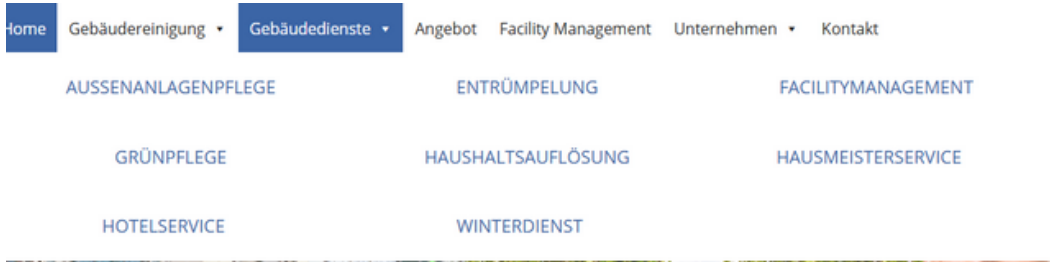 Home Gebäudereinigung Gebäudedienste Angebot Facility Management Unternehmen Kontakt
AUSSENANLAGENPFLEGE ENTRÜMPELUNG FACILITYMANAGEMENT
GRÜNPFLEGE HAUSHALTSAUFLÖSUNG HAUSMEISTERSERVICE
HOTELSERVICE WINTERDIENST